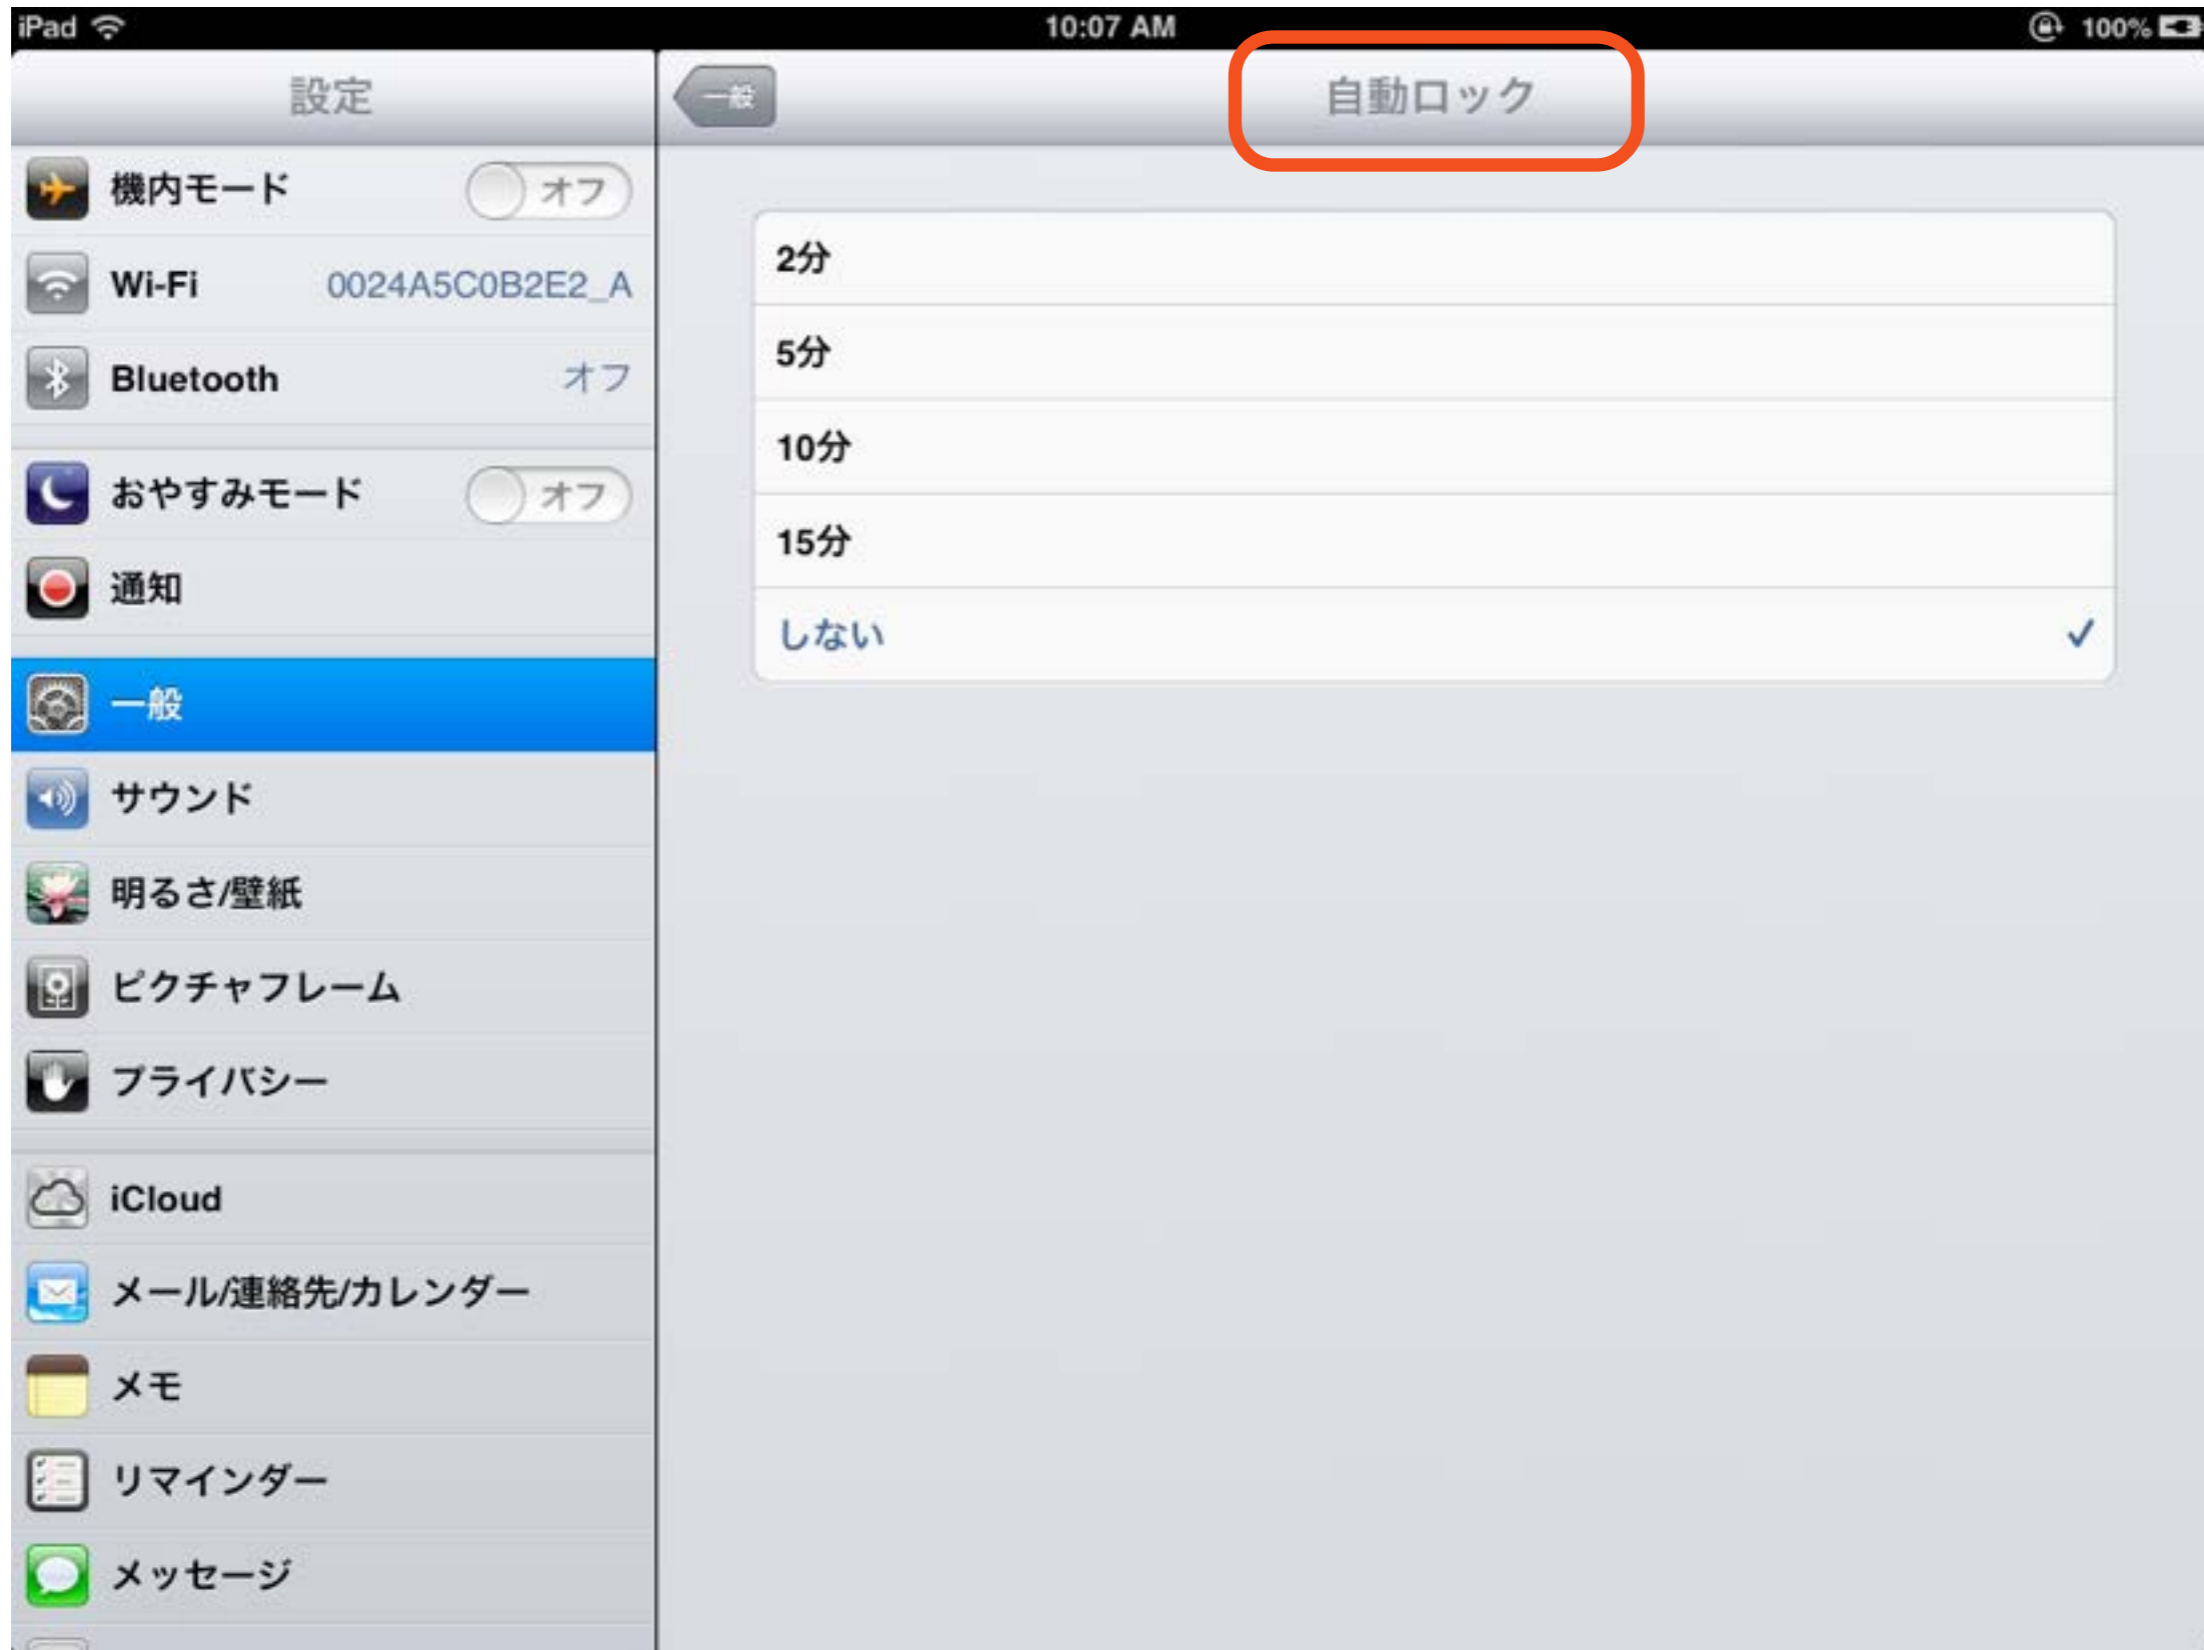 iPad
10:07 AM
100%
設定
機内モード オフ
Wi-Fi 0024A5C0B2E2_A
Bluetooth オフ
おやすみモード オフ
通知
一般
サウンド
明るさ/壁紙
ピクチャフレーム
プライバシー
iCloud
メール/連絡先/カレンダー
メモ
リマインダー
メッセージ
一般
自動ロック
2分
5分
10分
15分
しない